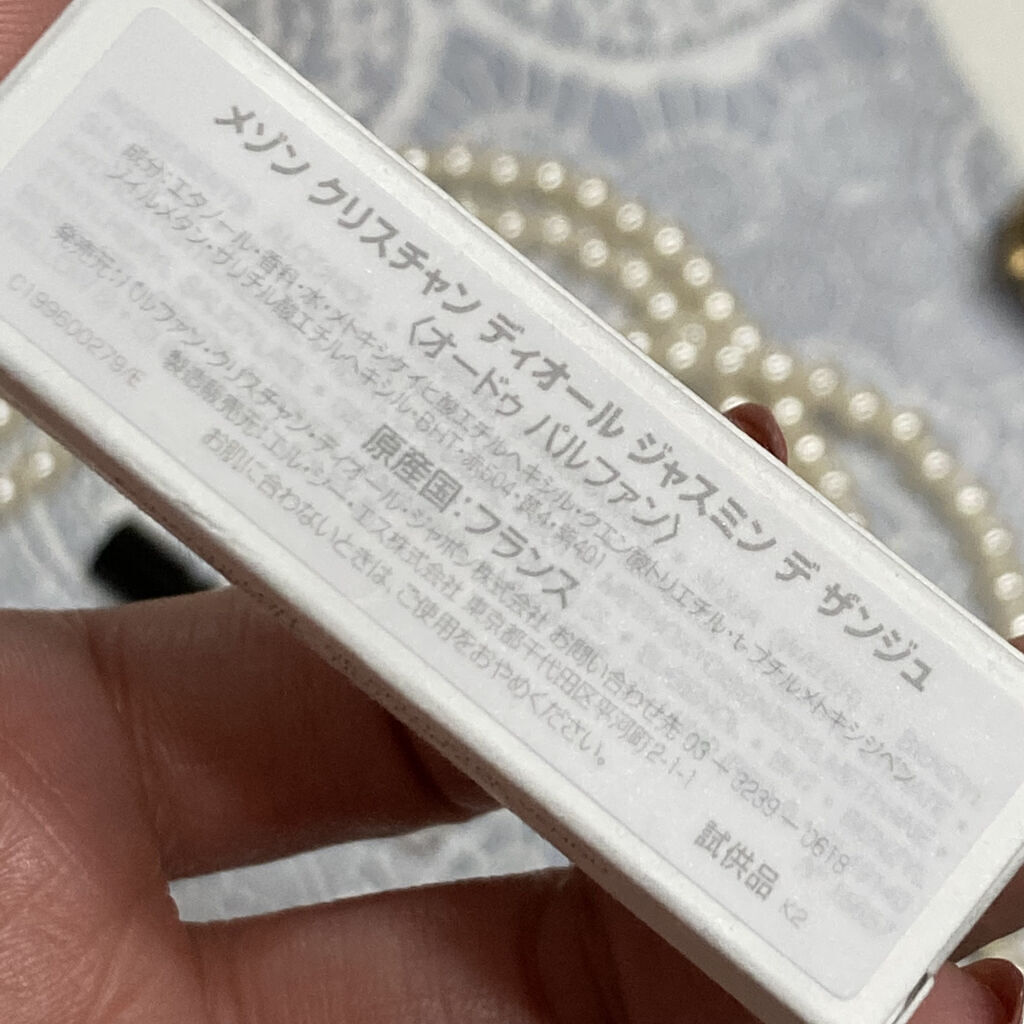 メゾン クリスチャン ディオール ジャスミン デ ザンジュ
〈オードゥ パルファン〉
成分:エタノール・香料・水・メトキシケイヒ酸エチルヘキシル・クエン酸トリエチル・t-ブチルメトキシジベン
ゾイルメタン・サリチル酸エチルヘキシル・BHT・赤504・黄4・紫401
原産国:フランス
発売元:パルファン・クリスチャン・ディオール・ジャポン株式会社 お問い合わせ先 03-3239-0618
製造販売元:エル・ジー・エス株式会社 東京都千代田区平河町2-1-1
お肌に合わないときは、ご使用をおやめください。
C199600279/E
試供品 K2